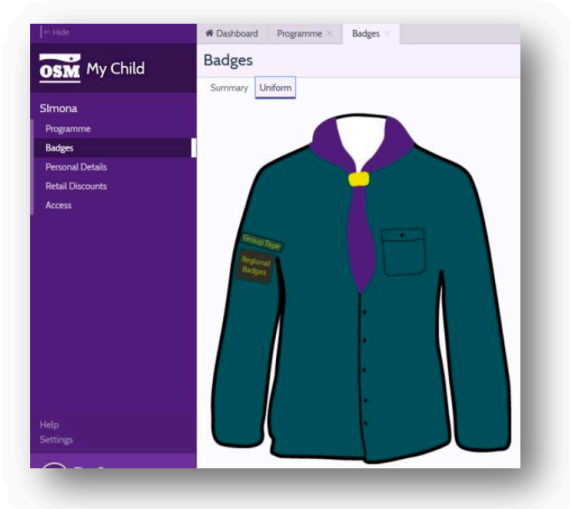 Hide
OSM My Child
SImona
Programme
Badges
Personal Details
Retail Discounts
Access
Help
Settings
Dashboard
Programme ×
Badges ×
Badges
Summary
Uniform
Group Tape
Regional
Badges